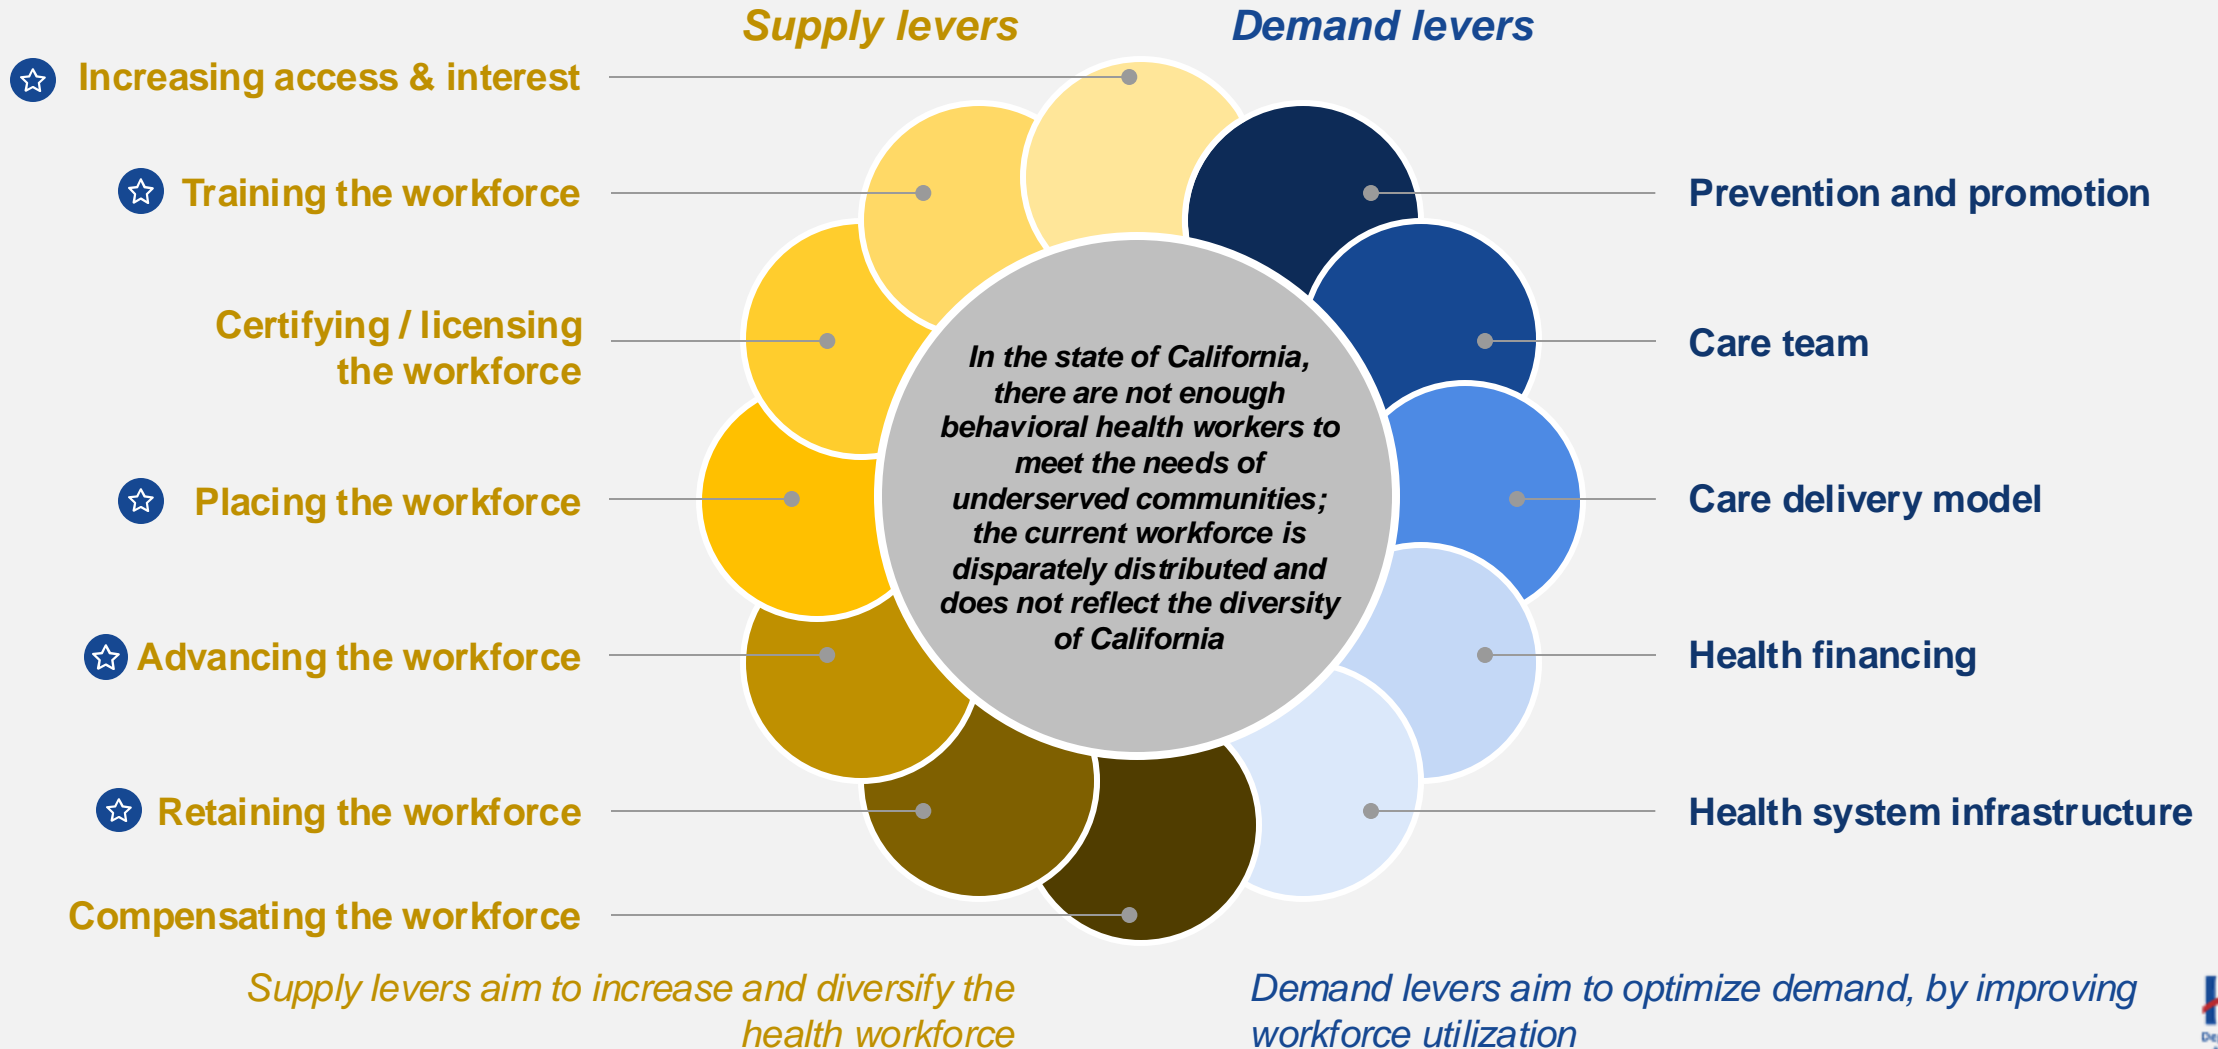 Supply levers
Demand levers
Increasing access & interest
Training the workforce
Certifying / licensing
the workforce
Placing the workforce
Advancing the workforce
Retaining the workforce
Compensating the workforce
In the state of California,
there are not enough
behavioral health workers to
meet the needs of
underserved communities;
the current workforce is
disparately distributed and
does not reflect the diversity
of California
Prevention and promotion
Care team
Care delivery model
Health financing
Health system infrastructure
Supply levers aim to increase and diversify the
health workforce
Demand levers aim to optimize demand, by improving
workforce utilization